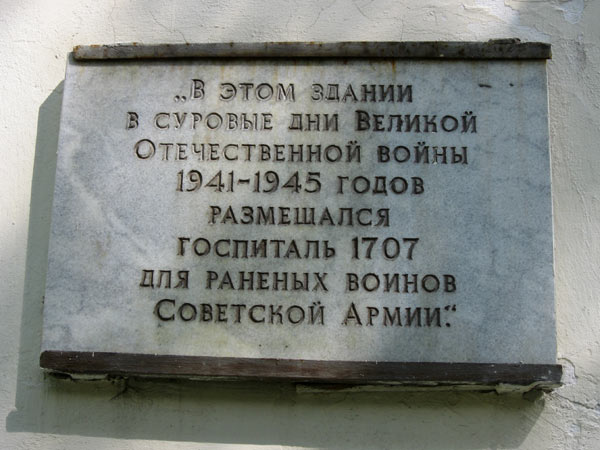 „В ЭТОМ ЗДАНИИ
В СУРОВЫЕ ДНИ ВЕЛИКОЙ
ОТЕЧЕСТВЕННОЙ ВОЙНЫ
1941-1945 ГОДОВ
РАЗМЕЩАЛСЯ
ГОСПИТАЛЬ 1707
ДЛЯ РАНЕНЫХ ВОИНОВ
СОВЕТСКОЙ АРМИИ.“